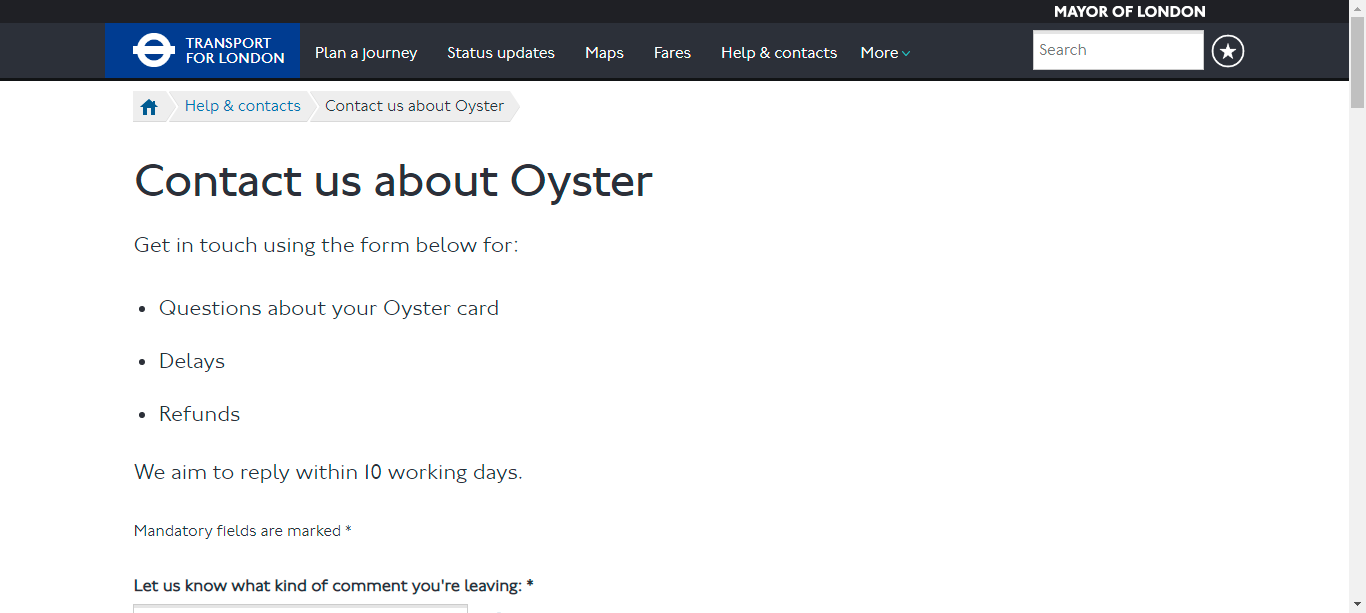 MAYOR OF LONDON
TRANSPORT
FOR LONDON
Plan a journey
Status updates
Maps
Fares
Help & contacts
More
Search
Help & contacts
Contact us about Oyster
Contact us about Oyster
Get in touch using the form below for:
• Questions about your Oyster card
• Delays
• Refunds
We aim to reply within 10 working days.
Mandatory fields are marked *
Let us know what kind of comment you're leaving: *